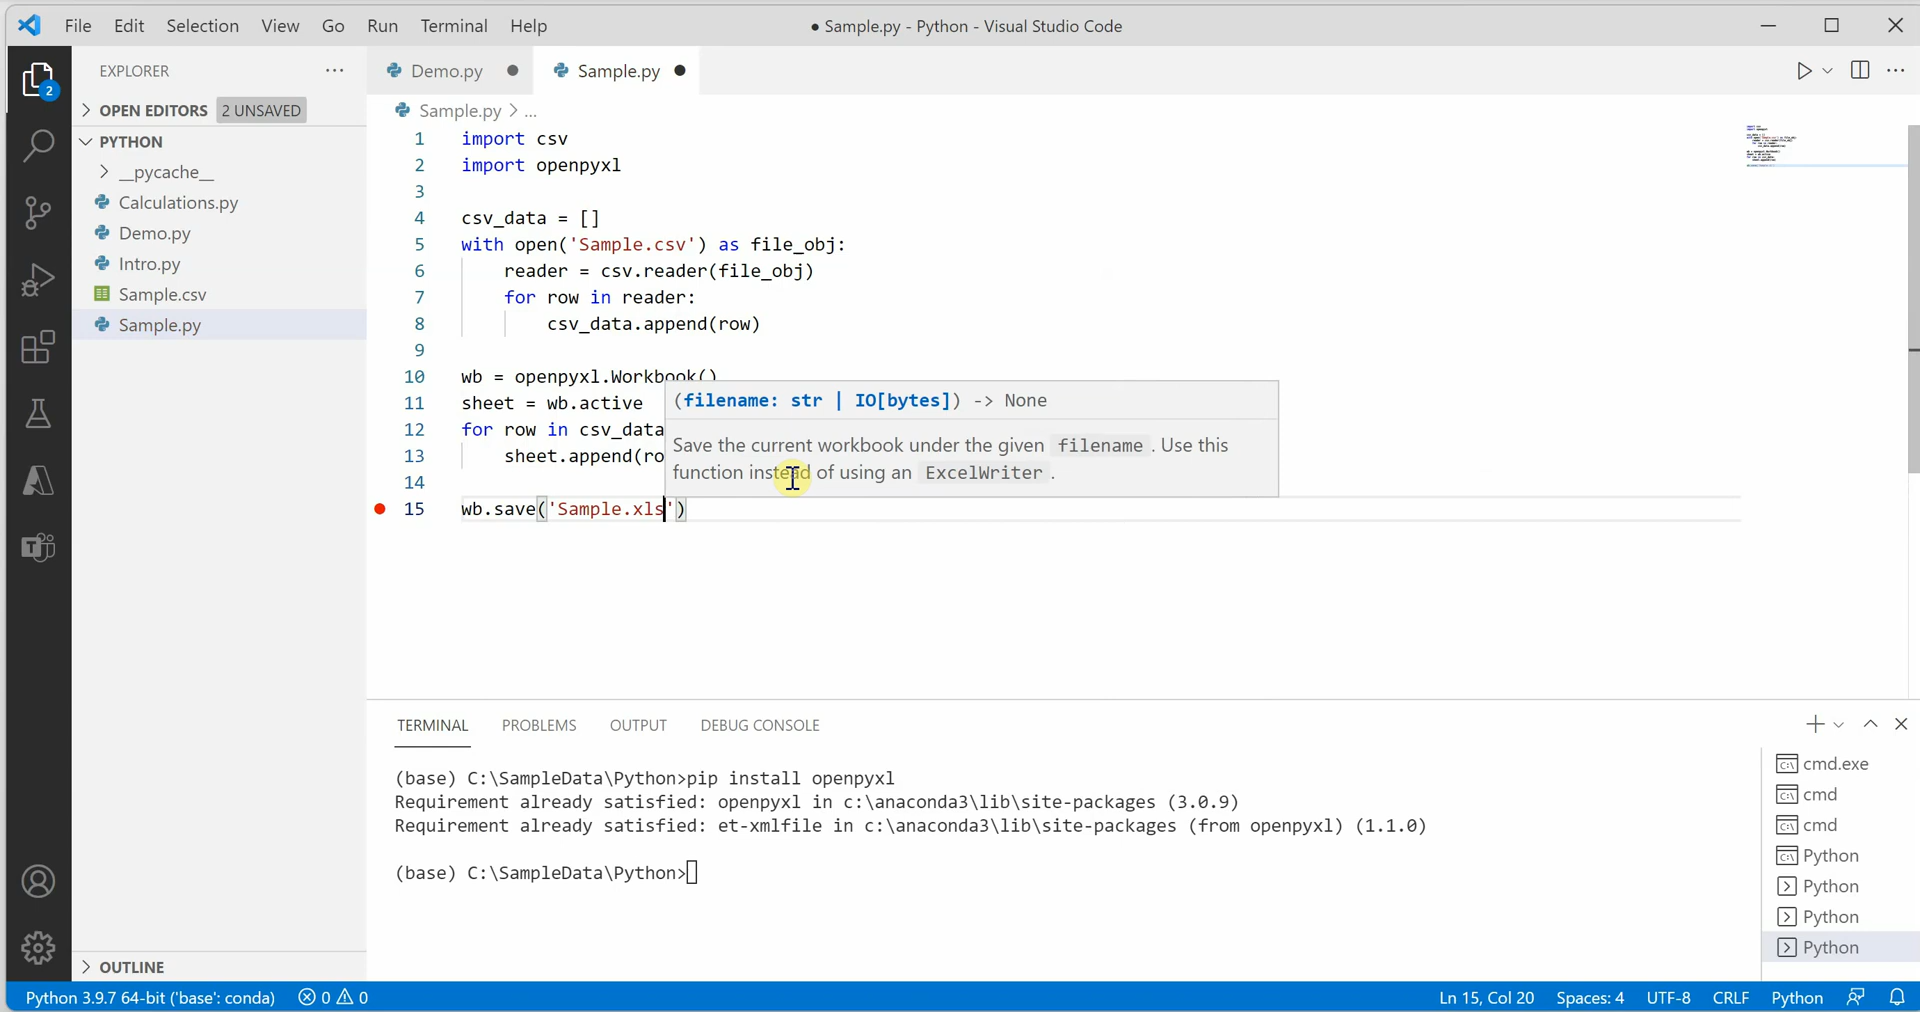 File Edit Selection View Go Run Terminal Help
● Sample.py - Python - Visual Studio Code
EXPLORER
OPEN EDITORS 2 UNSAVED
PYTHON
__pycache__
Calculations.py
Demo.py
Intro.py
Sample.csv
Sample.py
OUTLINE
2
Demo.py
Sample.py
Sample.py > ...
1 import csv
2 import openpyxl
3
4 csv_data = []
5 with open('Sample.csv') as file_obj:
6 reader = csv.reader(file_obj)
7 for row in reader:
8 csv_data.append(row)
9
10 wb = openpyxl.Workbook()
11 sheet = wb.active
12 for row in csv_data
13 sheet.append(ro
14
15 wb.save('Sample.xls')
(filename: str | IO[bytes]) -> None
Save the current workbook under the given filename . Use this
function instead of using an ExcelWriter .
TERMINAL PROBLEMS OUTPUT DEBUG CONSOLE
(base) C:\SampleData\Python>pip install openpyxl
Requirement already satisfied: openpyxl in c:\anaconda3\lib\site-packages (3.0.9)
Requirement already satisfied: et-xmlfile in c:\anaconda3\lib\site-packages (from openpyxl) (1.1.0)
(base) C:\SampleData\Python>
cmd.exe
cmd
cmd
Python
Python
Python
Python
Python 3.9.7 64-bit ('base': conda) 0 0
Ln 15, Col 20 Spaces: 4 UTF-8 CRLF Python